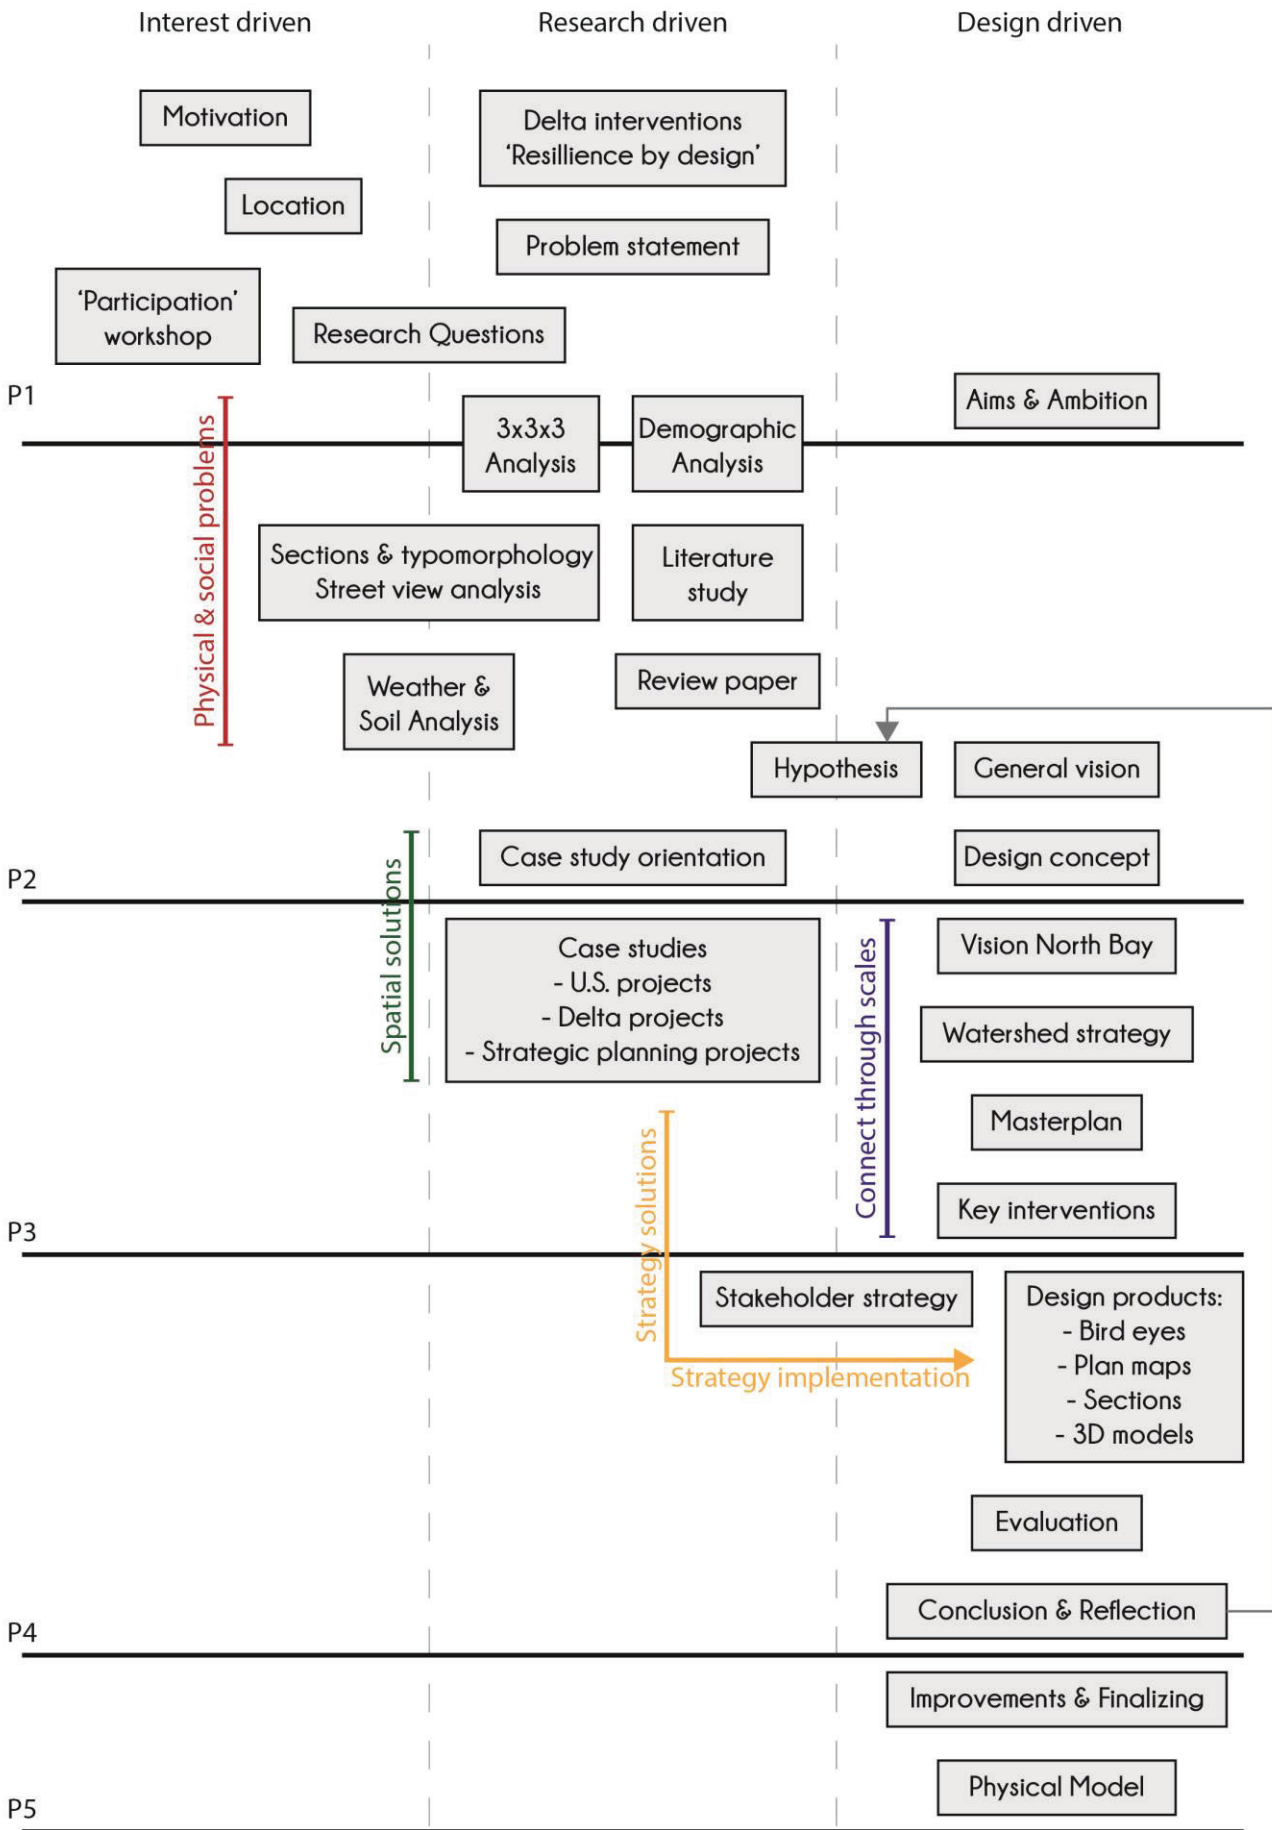 Interest driven
Research driven
Design driven
Motivation
Delta interventions
'Resillience by design'
Location
Problem statement
'Participation'
workshop
Research Questions
P1
Aims & Ambition
3x3x3
Analysis
Demographic
Analysis
Physical & social problems
Sections & typomorphology
Street view analysis
Literature
study
Weather &
Soil Analysis
Review paper
Hypothesis
General vision
Case study orientation
Design concept
P2
Spatial solutions
Case studies
- U.S. projects
- Delta projects
- Strategic planning projects
Connect through scales
Vision North Bay
Watershed strategy
Masterplan
Key interventions
Strategy solutions
P3
Stakeholder strategy
Strategy implementation
Design products:
- Bird eyes
- Plan maps
- Sections
- 3D models
Evaluation
Conclusion & Reflection
P4
Improvements & Finalizing
Physical Model
P5